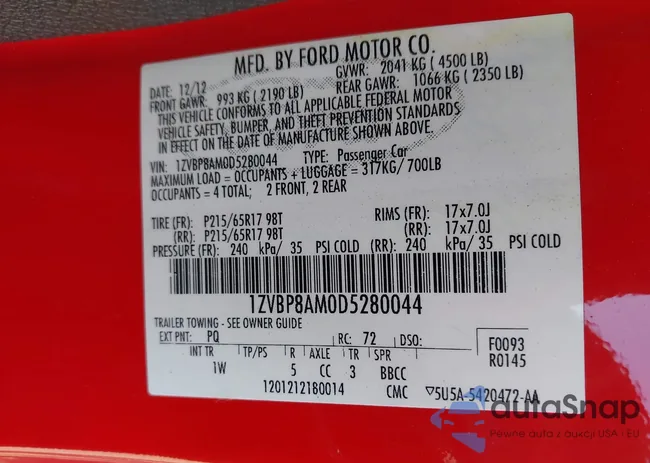 MFD. BY FORD MOTOR CO.
DATE: 12/12 GVWR: 2041 KG ( 4500 LB)
FRONT GAWR: 993 KG ( 2190 LB) REAR GAWR: 1066 KG ( 2350 LB)
THIS VEHICLE CONFORMS TO ALL APPLICABLE FEDERAL MOTOR
VEHICLE SAFETY, BUMPER, AND THEFT PREVENTION STANDARDS
IN EFFECT ON THE DATE OF MANUFACTURE SHOWN ABOVE.
VIN: 1ZVBP8AM0D5280044 TYPE: Passenger Car
MAXIMUM LOAD = OCCUPANTS + LUGGAGE = 317KG/ 700LB
OCCUPANTS = 4 TOTAL; 2 FRONT, 2 REAR
TIRE (FR): P215/65R17 98T RIMS (FR): 17x7.0J
(RR): P215/65R17 98T (RR): 17x7.0J
PRESSURE (FR): 240 kPa/ 35 PSI COLD (RR): 240 kPa/ 35 PSI COLD
1ZVBP8AM0D5280044
TRAILER TOWING - SEE OWNER GUIDE
EXT PNT: PQ RC: 72 DSO: F0093
R0145
INT TR TP/PS R AXLE TR SPR
1W 5 CC 3 BBCC
1201212180014 CMC ▽5U5A-5420472-AA
autoSnap
Pewne auta z aukcji USA i EU